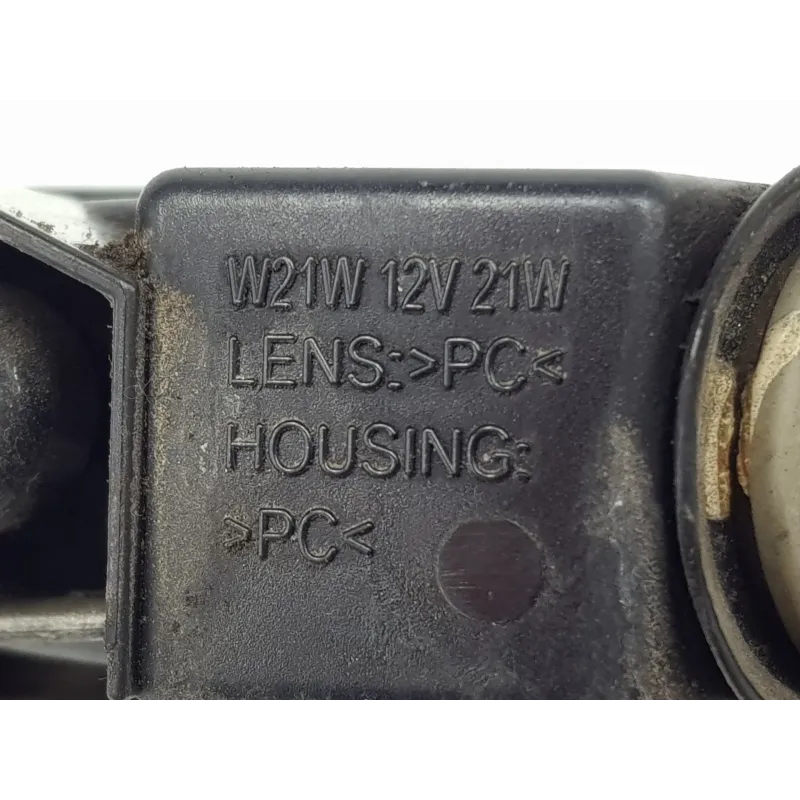 W21W 12V 21W
LENS:>PC<
HOUSING:
>PC<